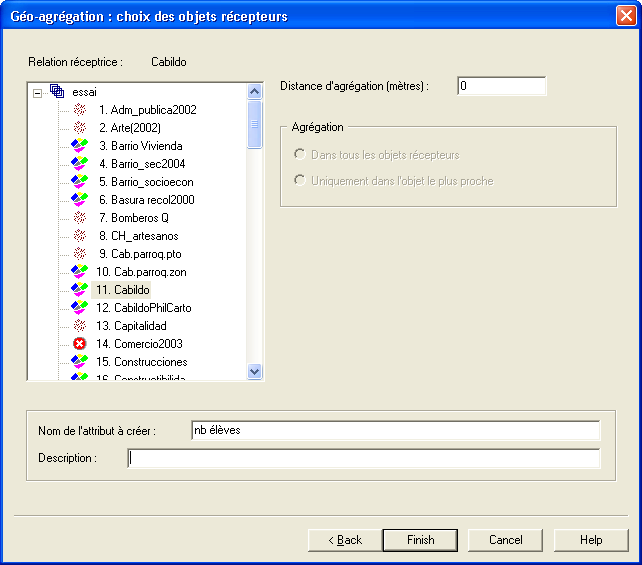 Géo-agrégation : choix des objets récepteurs
Relation réceptrice : Cabildo
essai
1. Adm_publica2002
2. Arte(2002)
3. Barrio Vivienda
4. Barrio_sec2004
5. Barrio_socioecon
6. Basura recol2000
7. Bomberos Q
8. CH_artesanos
9. Cab.parroq.pto
10. Cab.parroq.zon
11. Cabildo
12. CabildoPhilCarto
13. Capitalidad
14. Comercio2003
15. Construcciones
16. Constructibilida
Distance d'agrégation (mètres) : 0
Agrégation
Dans tous les objets récepteurs
Uniquement dans l'objet le plus proche
Nom de l'attribut à créer : nb élèves
Description :
< Back Finish Cancel Help